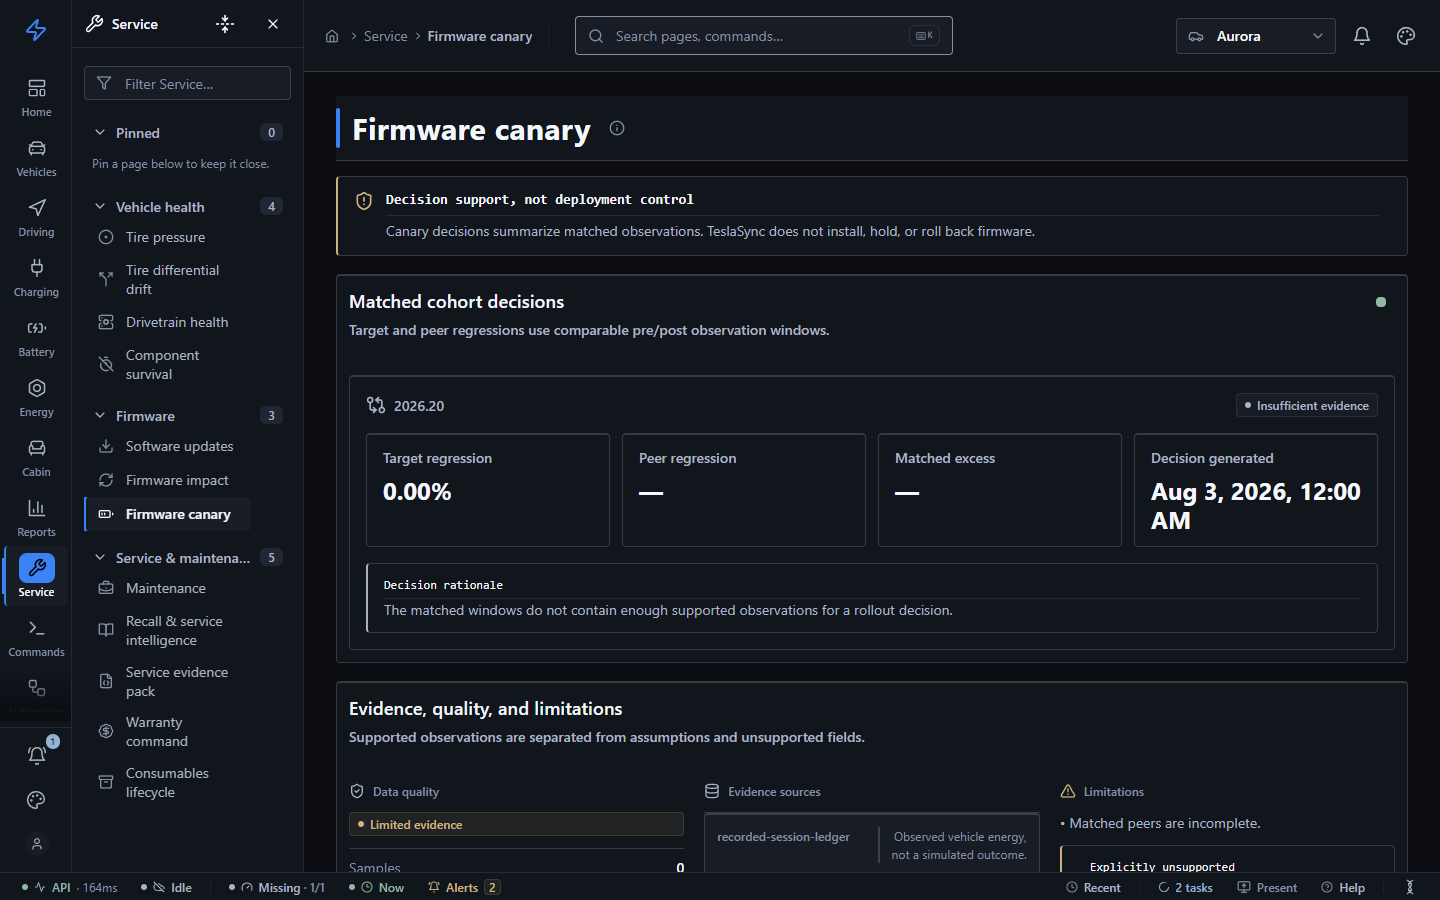 Service
Service
Firmware canary
Search pages, commands...
K
Aurora
Home
Vehicles
Driving
Charging
Battery
Energy
Cabin
Reports
Service
Commands
1
Filter Service...
Pinned
0
Pin a page below to keep it close.
Vehicle health
4
Tire pressure
Tire differential
drift
Drivetrain health
Component
survival
Firmware
3
Software updates
Firmware impact
Firmware canary
Service & maintena...
5
Maintenance
Recall & service
intelligence
Service evidence
pack
Warranty
command
Consumables
lifecycle
Firmware canary
Decision support, not deployment control
Canary decisions summarize matched observations. TeslaSync does not install, hold, or roll back firmware.
Matched cohort decisions
Target and peer regressions use comparable pre/post observation windows.
2026.20
Insufficient evidence
Target regression
0.00%
Peer regression
—
Matched excess
—
Decision generated
Aug 3, 2026, 12:00
AM
Decision rationale
The matched windows do not contain enough supported observations for a rollout decision.
Evidence, quality, and limitations
Supported observations are separated from assumptions and unsupported fields.
Data quality
Limited evidence
Samples
0
Evidence sources
recorded-session-ledger
Observed vehicle energy,
not a simulated outcome.
Limitations
• Matched peers are incomplete.
Explicitly unsupported
API · 164ms
Idle
Missing · 1/1
Now
Alerts 2
Recent
2 tasks
Present
Help